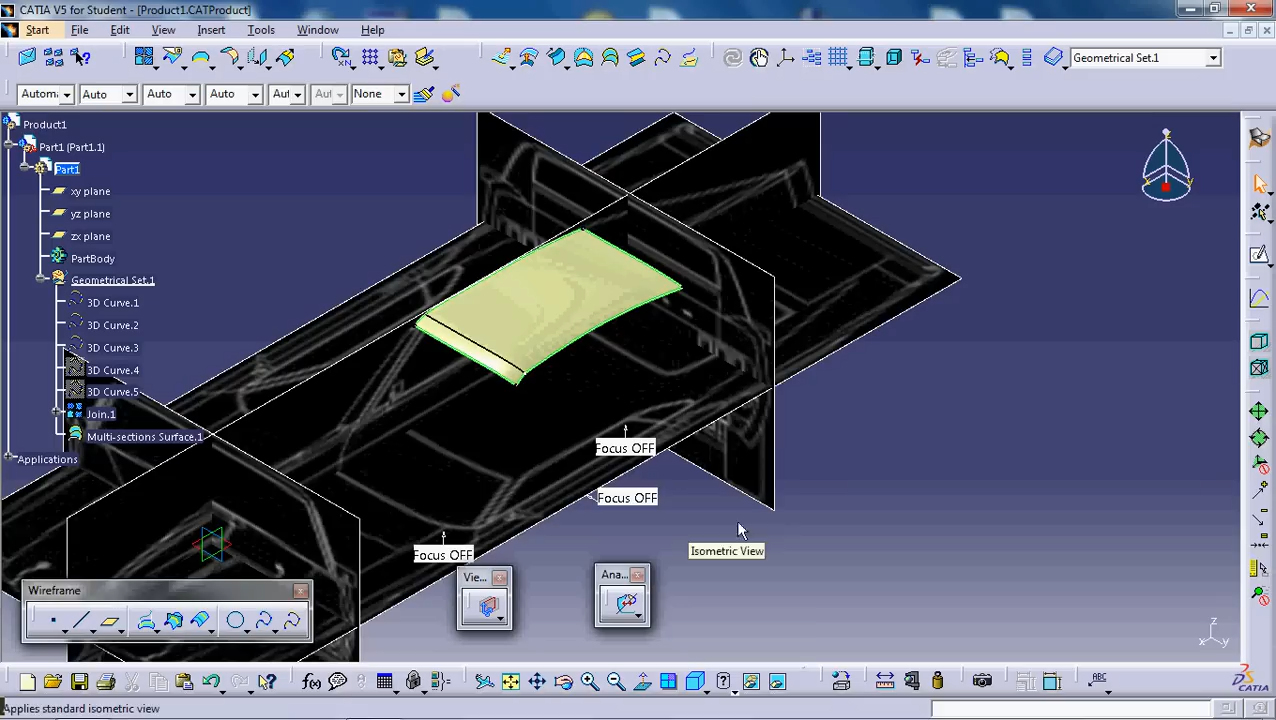 CATIA V5 for Student - [Product1.CATProduct]
Start File Edit View Insert Tools Window Help
Geometrical Set.1
Autom Auto Auto Auto Aut Aut None
Product1
Part1 (Part1.1)
Part1
xy plane
yz plane
zx plane
PartBody
Geometrical Set.1
3D Curve.1
3D Curve.2
3D Curve.3
3D Curve.4
3D Curve.5
Join.1
Multi-sections Surface.1
Applications
Focus OFF
Focus OFF
Focus OFF
Isometric View
Wireframe
Vie...
Ana...
z
x y
f(x)
ABC
CATIA
Applies standard isometric view